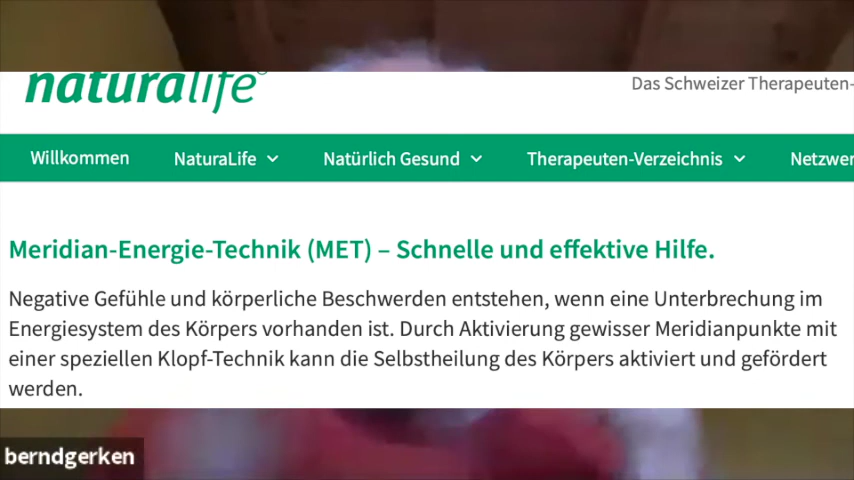 naturalife®
Das Schweizer Therapeuten-
Willkommen NaturaLife Natürlich Gesund Therapeuten-Verzeichnis Netzwer
Meridian-Energie-Technik (MET) – Schnelle und effektive Hilfe.
Negative Gefühle und körperliche Beschwerden entstehen, wenn eine Unterbrechung im
Energiesystem des Körpers vorhanden ist. Durch Aktivierung gewisser Meridianpunkte mit
einer speziellen Klopf-Technik kann die Selbstheilung des Körpers aktiviert und gefördert
werden.
berndgerken